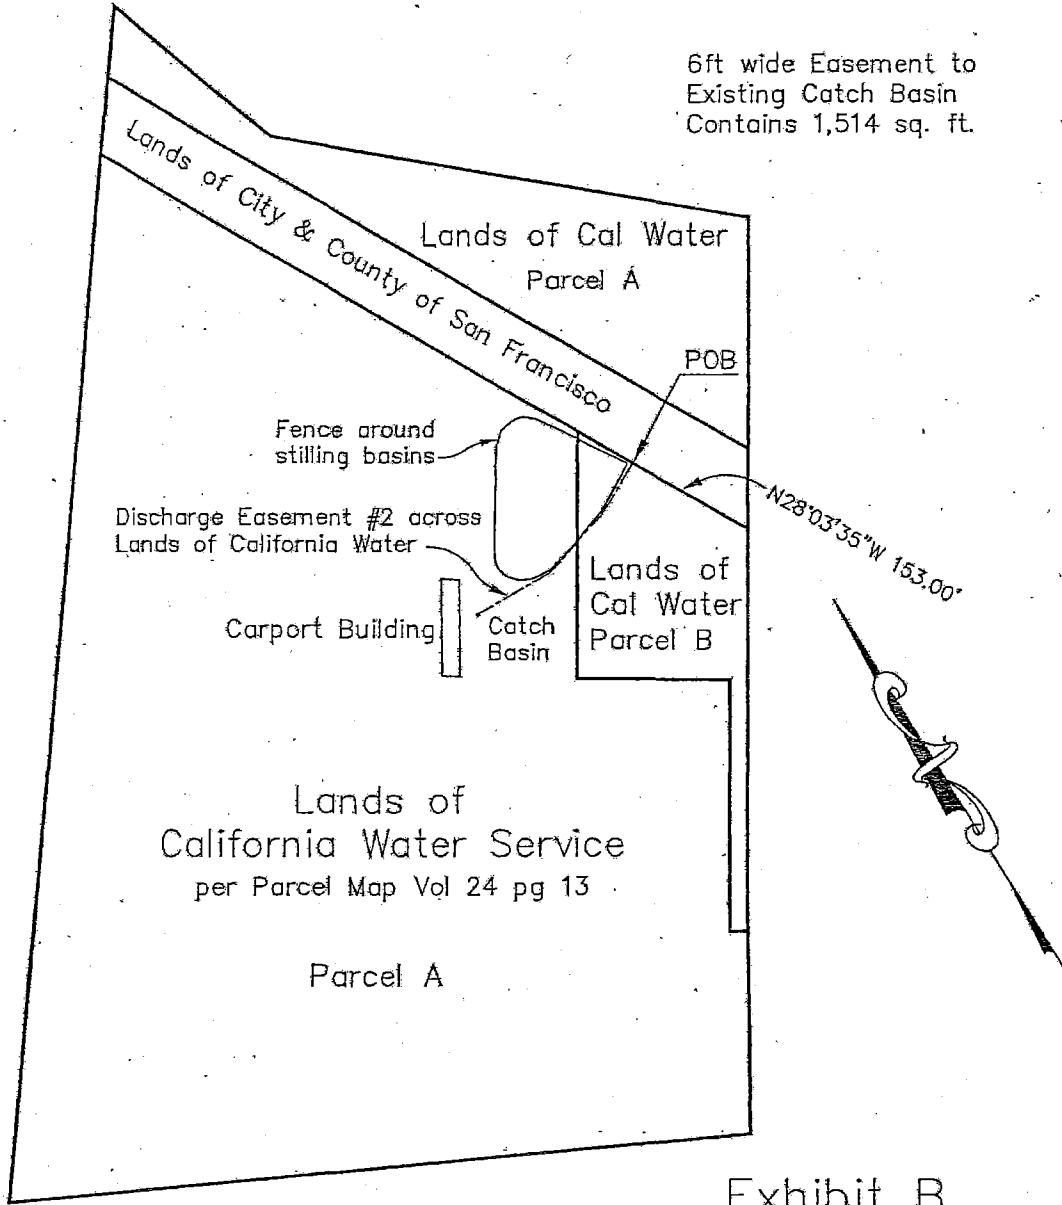 6ft wide Easement to
Existing Catch Basin
Contains 1,514 sq. ft.
Lands of City & County of San Francisco
Lands of Cal Water
Parcel A
POB
Fence around
stilling basins
N28°03'35"W 153.00'
Discharge Easement #2 across
Lands of California Water
Lands of
Cal Water
Parcel B
Carport Building
Catch
Basin
Lands of
California Water Service
per Parcel Map Vol 24 pg 13
Parcel A
Exhibit B